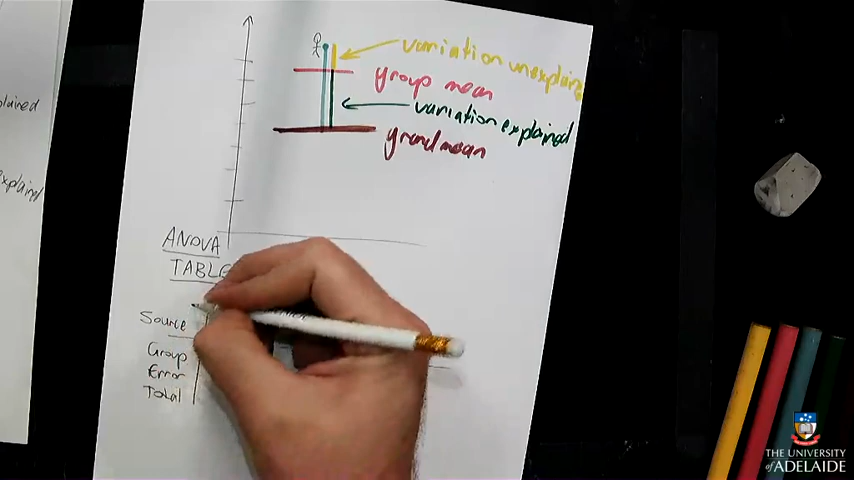 plained
xplained
variation unexplain
group mean
variation explained
grand mean
ANOVA
TABLE
Source
Group
Error
Total
THE UNIVERSITY
of ADELAIDE